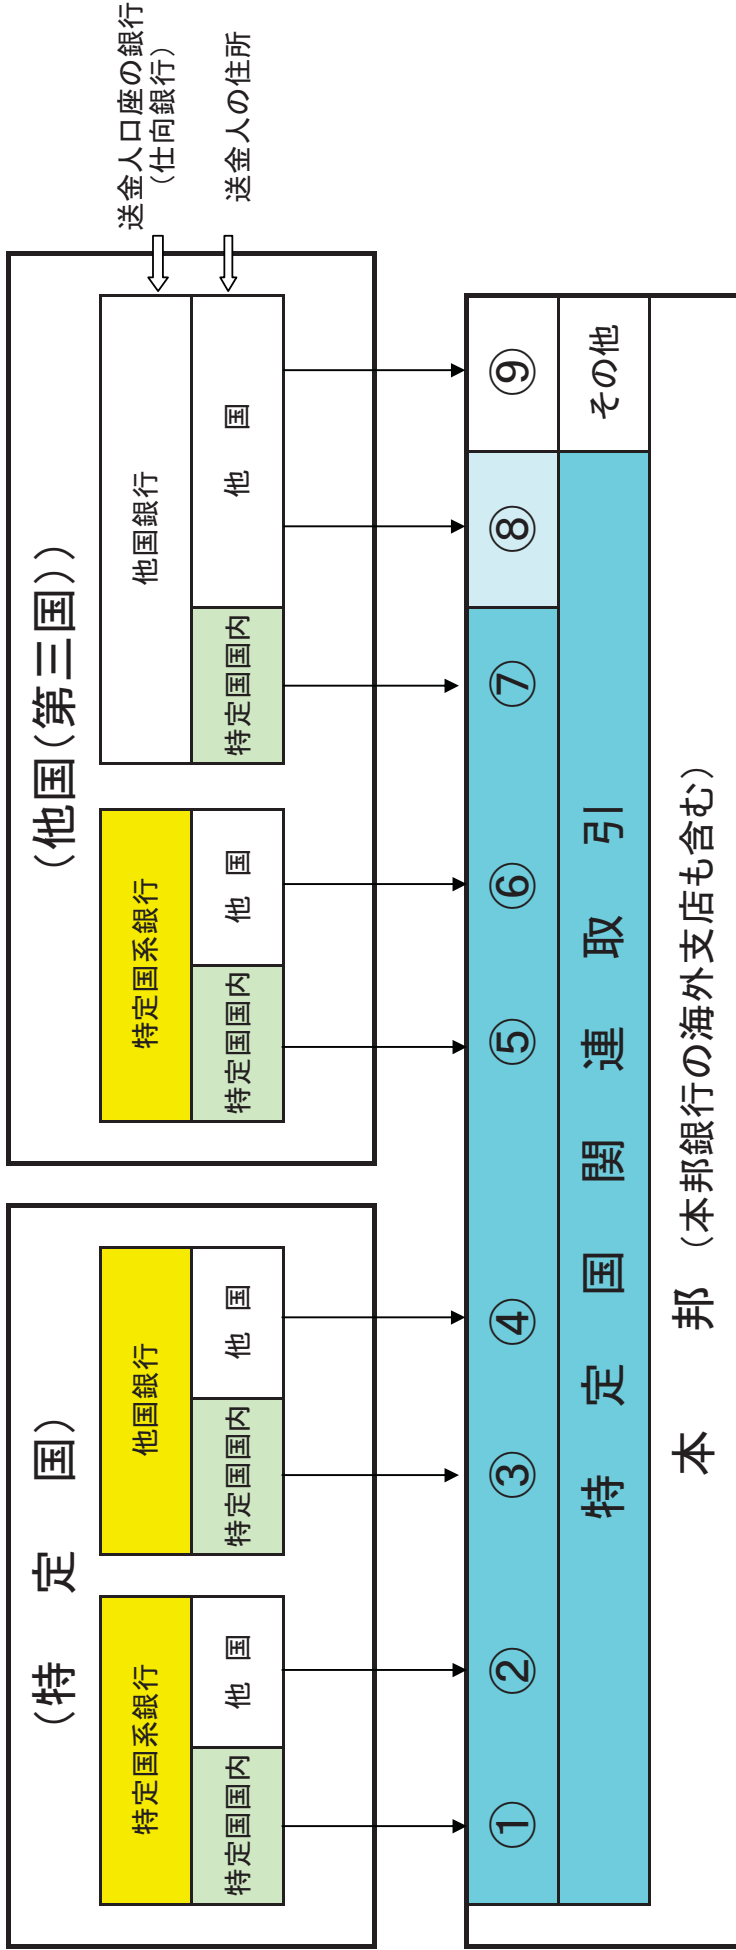 （特　定　国）
（他国（第三国））
送金人口座の銀行
（仕向銀行）
送金人の住所
特定国系銀行
他国銀行
特定国系銀行
他国銀行
特定国国内
他　国
特定国国内
他　国
特定国国内
他　国
特定国国内
他　国
① ② ③ ④ ⑤ ⑥ ⑦ ⑧ ⑨
特　定　国　関　連　取　引
その他
本　邦（本邦銀行の海外支店も含む）